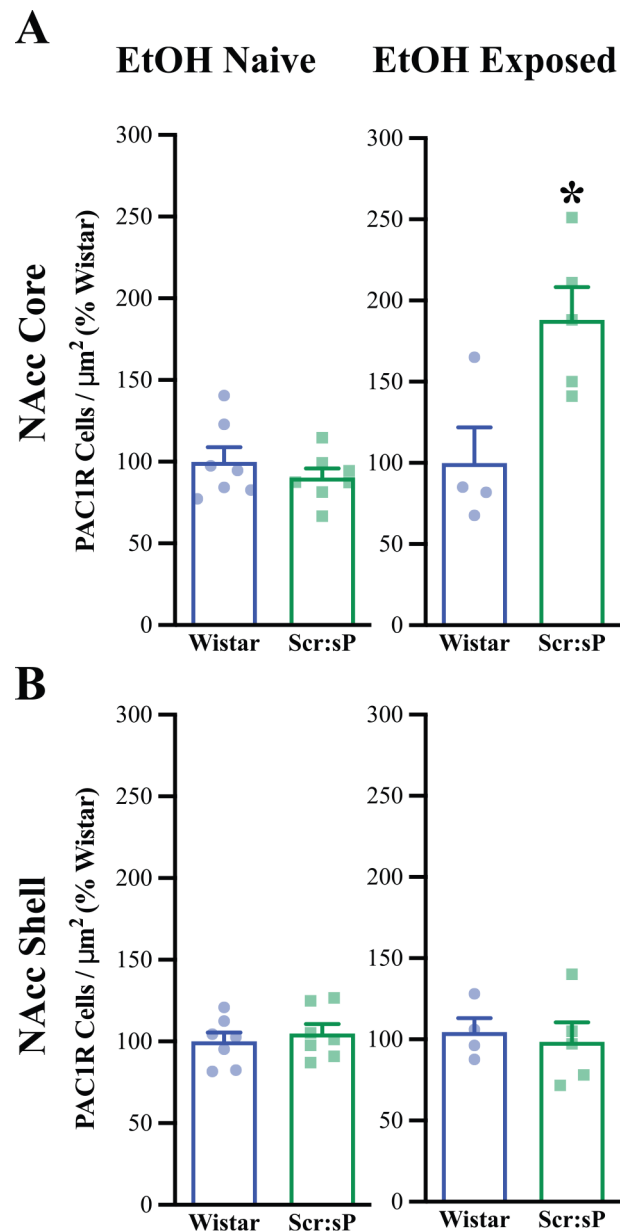 A
EtOH Naive EtOH Exposed
NAcc Core
PAC1R Cells / μm² (% Wistar)
300
250
200
150
100
50
0
Wistar Scr:sP
300
250
200
150
100
50
0
*
Wistar Scr:sP
B
NAcc Shell
PAC1R Cells / μm² (% Wistar)
300
250
200
150
100
50
0
Wistar Scr:sP
300
250
200
150
100
50
0
Wistar Scr:sP